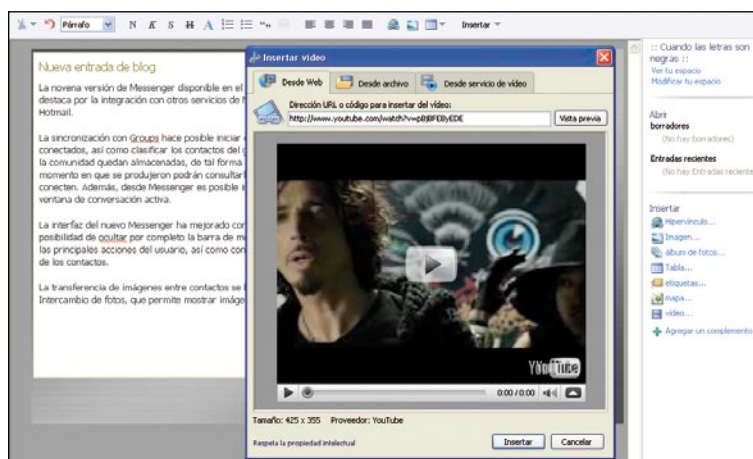 Párrafo
N K S H A
Insertar
Nueva entrada de blog
La novena versión de Messenger disponible en el
destaca por la integración con otros servicios de
Hotmail.
La sincronización con Groups hace posible iniciar
conectados, así como clasificar los contactos del
la comunidad quedan almacenadas, de tal forma
momento en que se produjeron podrán
conecten. Además, desde Messenger es posible
ventana de conversación activa.
La interfaz del nuevo Messenger ha mejorado
posibilidad de ocultar por completo la barra de
las principales acciones del usuario, así como
de los contactos.
La transferencia de imágenes entre contactos se
Intercambio de fotos, que permite mostrar
Insertar vídeo
Desde Web
Desde archivo
Desde servicio de vídeo
Dirección URL o código para insertar del vídeo:
Vista previa
YouTube
0:00 / 0:00
Tamaño: 425 x 355 Proveedor: YouTube
Respeta la propiedad intelectual
Insertar
Cancelar
:: Cuando las letras son
negras ::
Ver tu espacio
Modificar tu espacio
Abrir
borradores
(No hay borradores)
Entradas recientes
(No hay Entradas
Insertar
Hipervínculo...
Imagen...
álbum de fotos...
Tabla...
etiquetas...
mapa...
vídeo...
Agregar un complemento